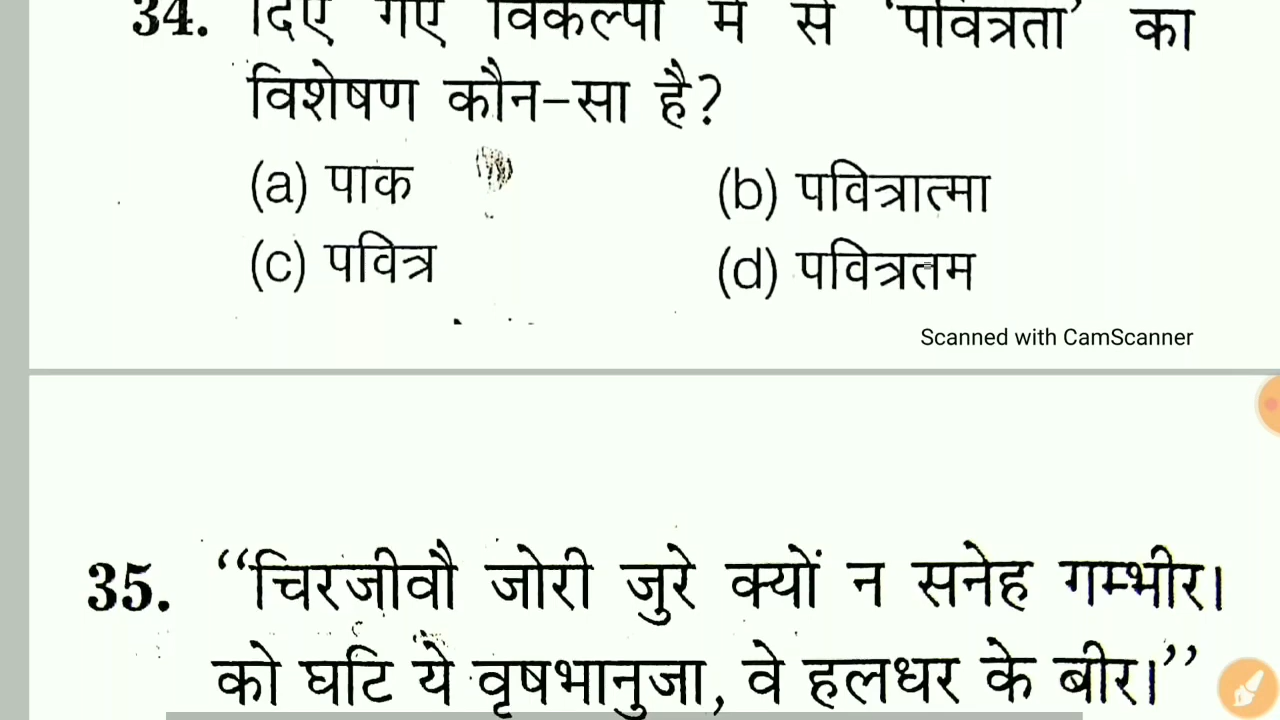 34. दिए गए विकल्पों में से 'पवित्रता' का
विशेषण कौन-सा है?
(a) पाक (b) पवित्रात्मा
(c) पवित्र (d) पवित्रतम
Scanned with CamScanner
35. “चिरजीवौ जोरी जुरे क्यों न सनेह गम्भीर।
को घटि ये वृषभानुजा, वे हलधर के बीर।”